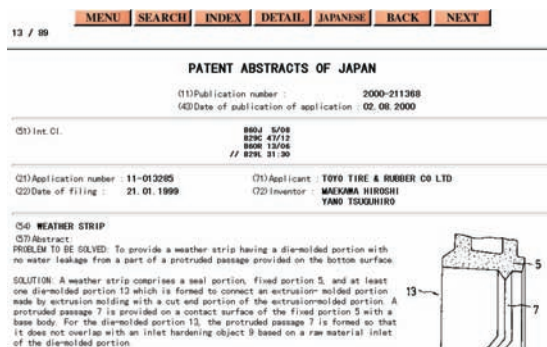 MENU SEARCH INDEX DETAIL JAPANESE BACK NEXT
13 / 89
PATENT ABSTRACTS OF JAPAN
(11)Publication number : 2000-211368
(43)Date of publication of application : 02. 08. 2000
(51)Int. Cl. B60J 5/08
B29C 47/12
B60R 13/06
// B29L 31:30
(21)Application number : 11-013285 (71)Applicant : TOYO TIRE & RUBBER CO LTD
(22)Date of filing : 21. 01. 1999 (72)Inventor : MAEKAWA HIROSHI
YANO TSUGUHIRO
(54) WEATHER STRIP
(57)Abstract:
PROBLEM TO BE SOLVED: To provide a weather strip having a die-molded portion with
no water leakage from a part of a protruded passage provided on the bottom surface.
SOLUTION: A weather strip comprises a seal portion, fixed portion 5, and at least
one die-molded portion 13 which is formed to connect an extrusion- molded portion
made by extrusion molding with a cut end portion of the extrusion-molded portion. A
protruded passage 7 is provided on a contact surface of the fixed portion 5 with a
base body. For the die-molded portion 13, the protruded passage 7 is formed so that
it does not overlap with an inlet hardening object 9 based on a raw material inlet
of the die-molded portion
5
13
7